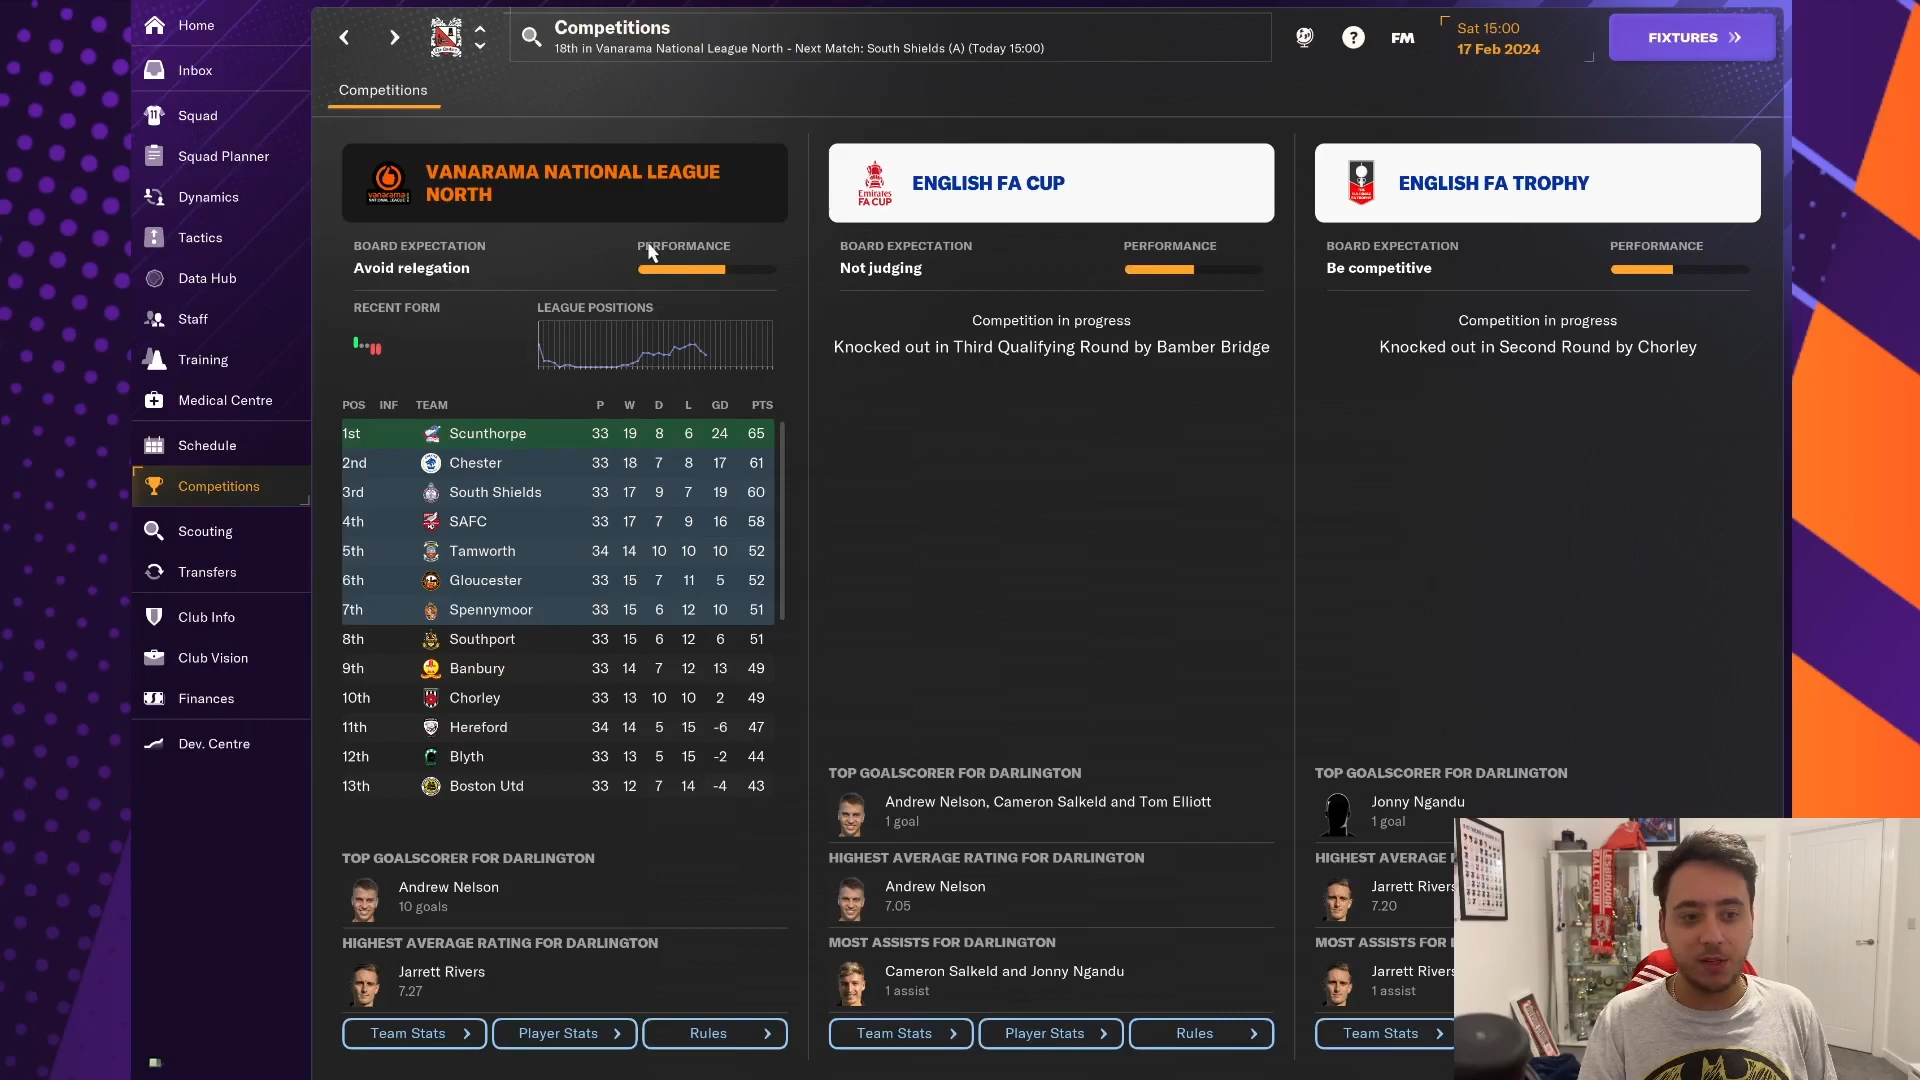 Home
Inbox
Squad
Squad Planner
Dynamics
Tactics
Data Hub
Staff
Training
Medical Centre
Schedule
Competitions
Scouting
Transfers
Club Info
Club Vision
Finances
Dev. Centre
Competitions
18th in Vanarama National League North - Next Match: South Shields (A) (Today 15:00)
?
FM
Sat 15:00
17 Feb 2024
FIXTURES
Competitions
VANARAMA NATIONAL LEAGUE
NORTH
BOARD EXPECTATION PERFORMANCE
Avoid relegation
RECENT FORM LEAGUE POSITIONS
POS INF TEAM P W D L GD PTS
1st Scunthorpe 33 19 8 6 24 65
2nd Chester 33 18 7 8 17 61
3rd South Shields 33 17 9 7 19 60
4th SAFC 33 17 7 9 16 58
5th Tamworth 34 14 10 10 10 52
6th Gloucester 33 15 7 11 5 52
7th Spennymoor 33 15 6 12 10 51
8th Southport 33 15 6 12 6 51
9th Banbury 33 14 7 12 13 49
10th Chorley 33 13 10 10 2 49
11th Hereford 34 14 5 15 -6 47
12th Blyth 33 13 5 15 -2 44
13th Boston Utd 33 12 7 14 -4 43
TOP GOALSCORER FOR DARLINGTON
Andrew Nelson
10 goals
HIGHEST AVERAGE RATING FOR DARLINGTON
Jarrett Rivers
7.27
Team Stats Player Stats Rules
Emirates
FA CUP
ENGLISH FA CUP
BOARD EXPECTATION PERFORMANCE
Not judging
Competition in progress
Knocked out in Third Qualifying Round by Bamber Bridge
TOP GOALSCORER FOR DARLINGTON
Andrew Nelson, Cameron Salkeld and Tom Elliott
1 goal
HIGHEST AVERAGE RATING FOR DARLINGTON
Andrew Nelson
7.05
MOST ASSISTS FOR DARLINGTON
Cameron Salkeld and Jonny Ngandu
1 assist
Team Stats Player Stats Rules
ENGLISH FA TROPHY
BOARD EXPECTATION PERFORMANCE
Be competitive
Competition in progress
Knocked out in Second Round by Chorley
TOP GOALSCORER FOR DARLINGTON
Jonny Ngandu
1 goal
HIGHEST AVERAGE
Jarrett Rivers
7.20
MOST ASSISTS FOR
Jarrett Rivers
1 assist
Team Stats